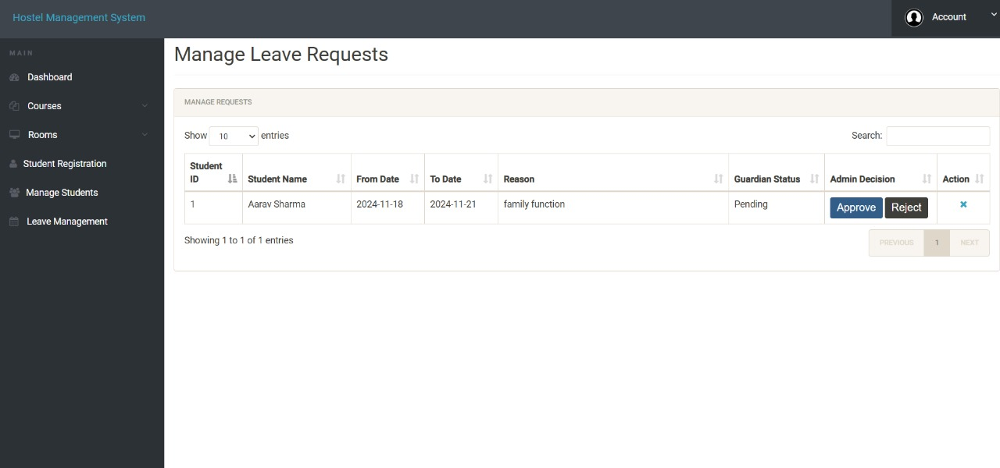 Hostel Management System
Account
MAIN
Dashboard
Courses
Rooms
Student Registration
Manage Students
Leave Management
Manage Leave Requests
MANAGE REQUESTS
Show 10 entries
Search:
Student ID Student Name From Date To Date Reason Guardian Status Admin Decision Action
1 Aarav Sharma 2024-11-18 2024-11-21 family function Pending Approve Reject
Showing 1 to 1 of 1 entries
PREVIOUS 1 NEXT